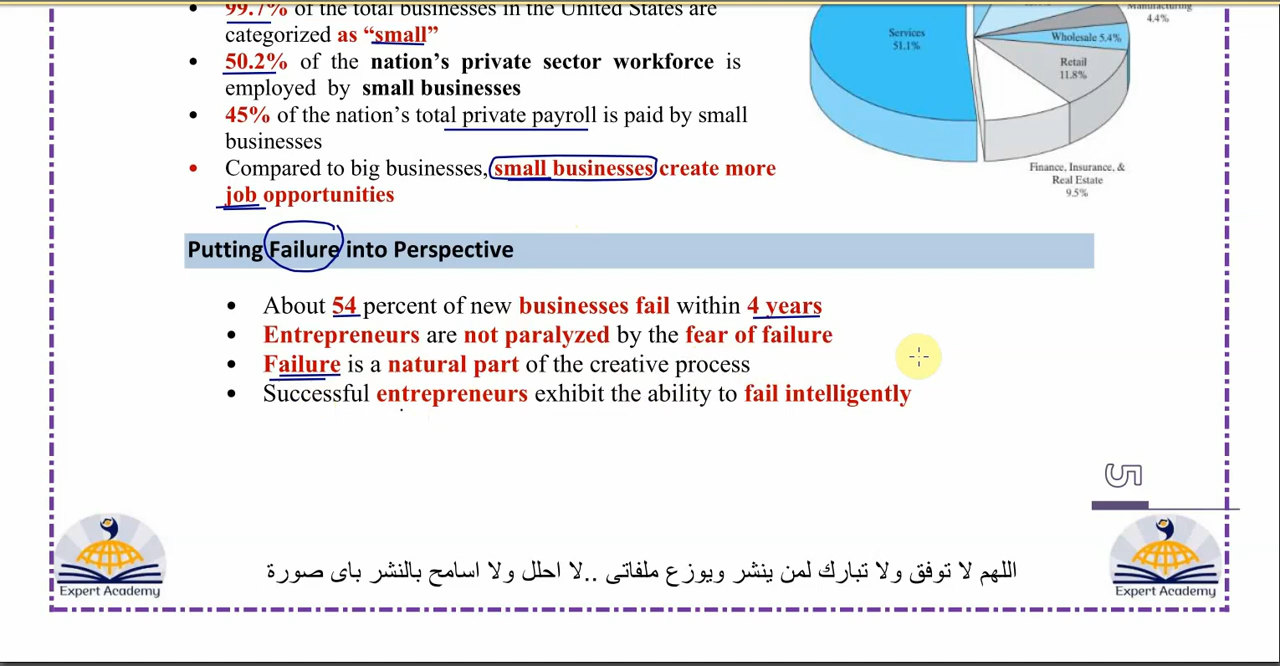 99.7% of the total businesses in the United States are
categorized as “small”
50.2% of the nation’s private sector workforce is
employed by small businesses
45% of the nation’s total private payroll is paid by small
businesses
Compared to big businesses, small businesses create more
job opportunities
Manufacturing
4.4%
Services
51.1%
Wholesale 5.4%
Retail
11.8%
Finance, Insurance, &
Real Estate
9.5%
Putting Failure into Perspective
About 54 percent of new businesses fail within 4 years
Entrepreneurs are not paralyzed by the fear of failure
Failure is a natural part of the creative process
Successful entrepreneurs exhibit the ability to fail intelligently
5
اللهم لا توفق ولا تبارك لمن ينشر ويوزع ملفاتى ..لا احلل ولا اسامح بالنشر باى صورة
Expert Academy
Expert Academy